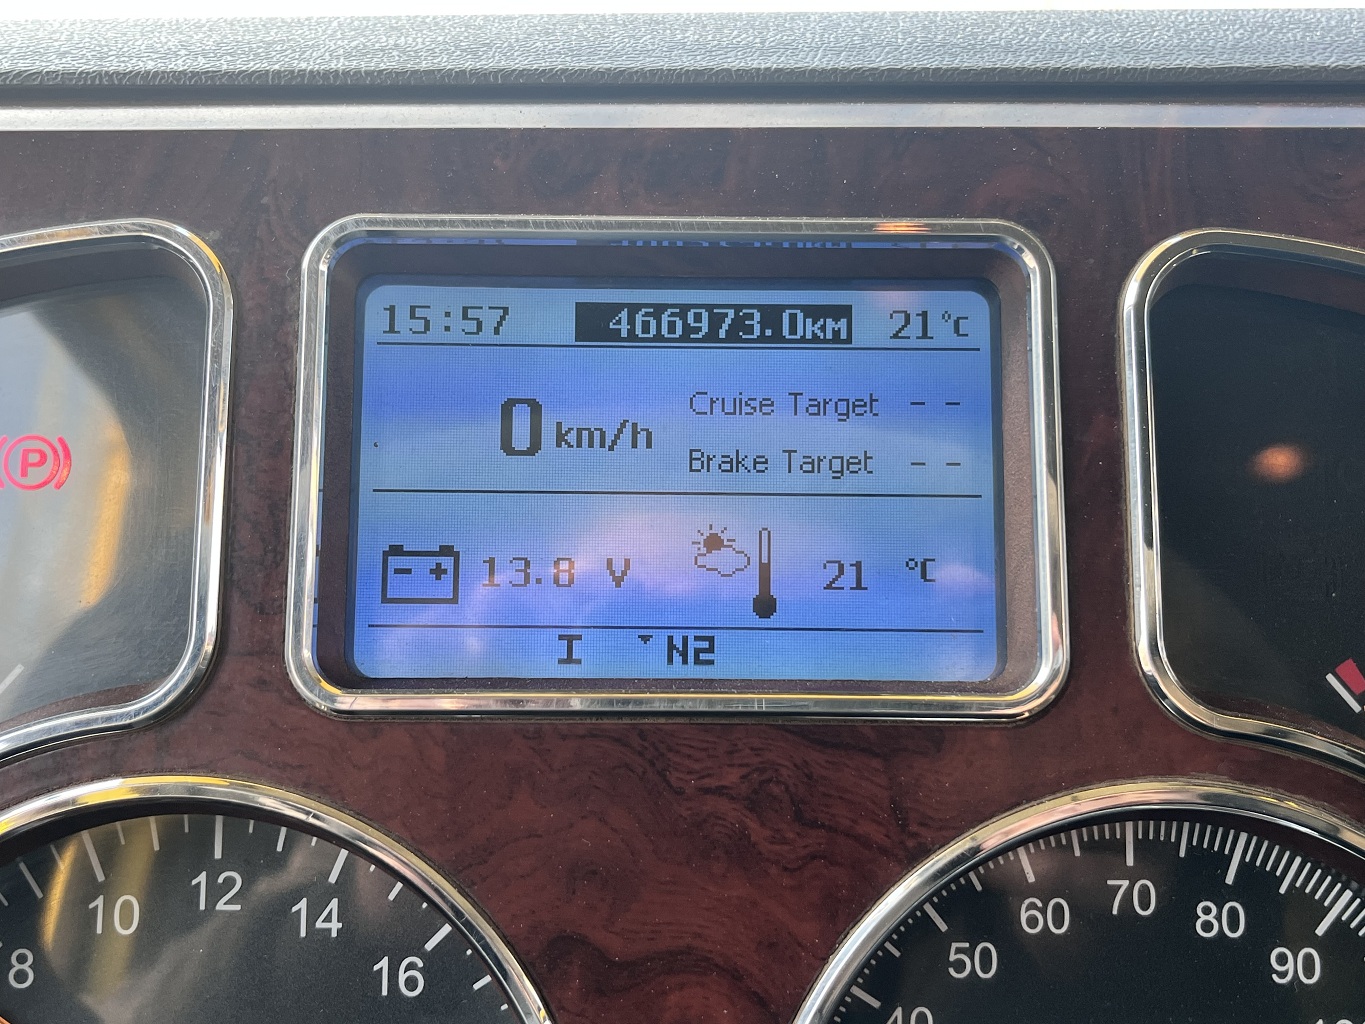 15:57 466973.0KM 21°C
0 km/h
Cruise Target - -
Brake Target - -
(P)
- + 13.8 V 21 °C
I N2
8 10 12 14 16
40 50 60 70 80 90